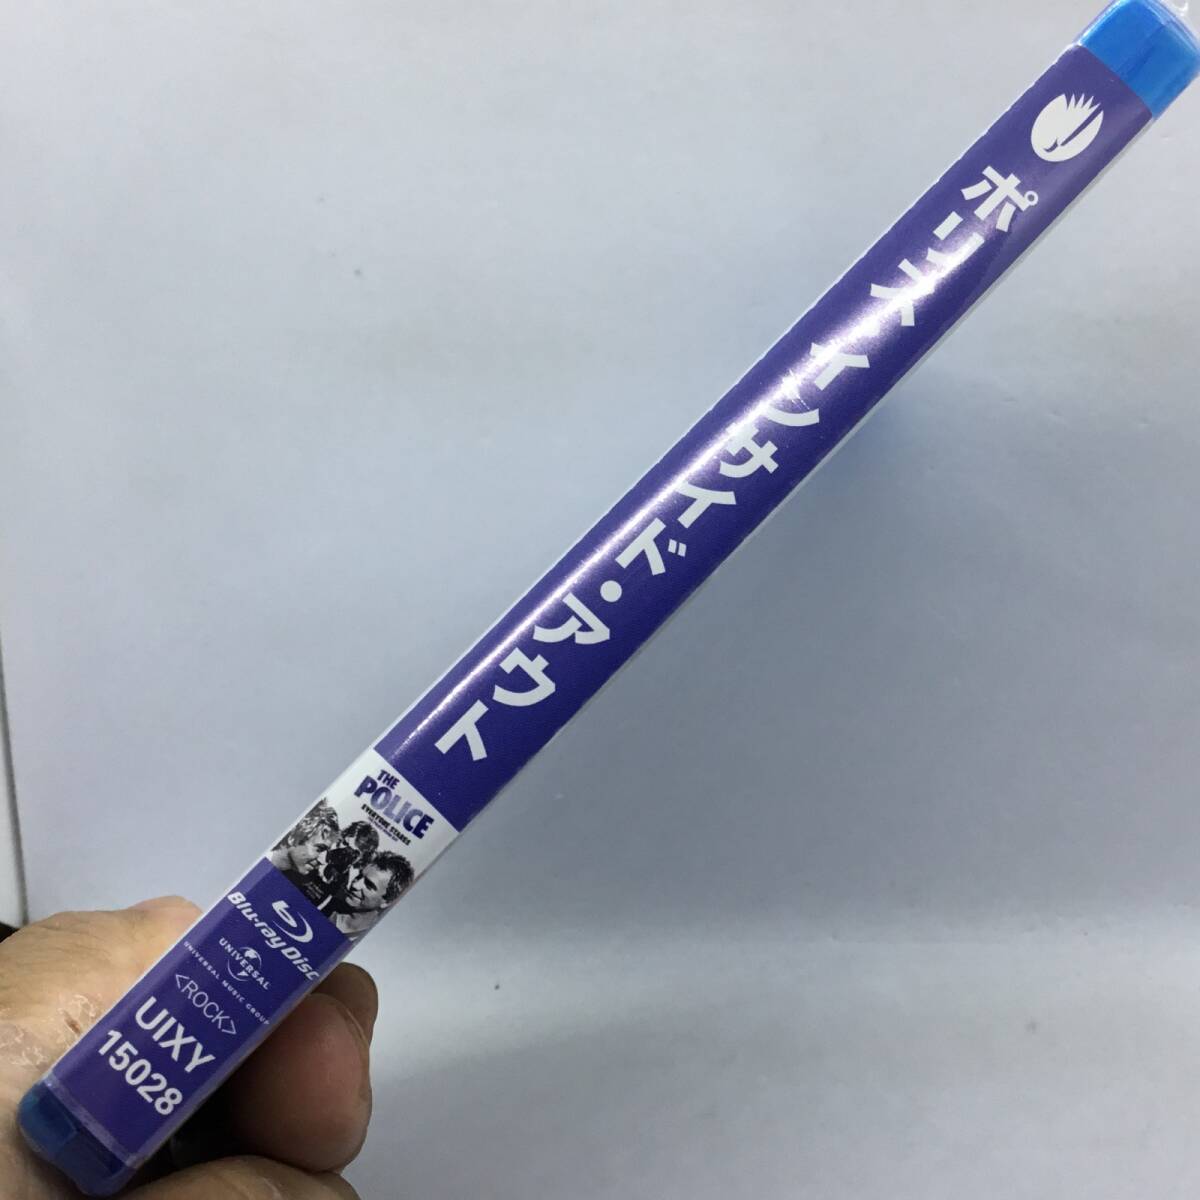 ポリス・インサイド・アウト
THE
POLICE
EVERYONE STARES
Blu-ray Disc
UNIVERSAL
UNIVERSAL MUSIC GROUP
<ROCK>
UIXY
15028